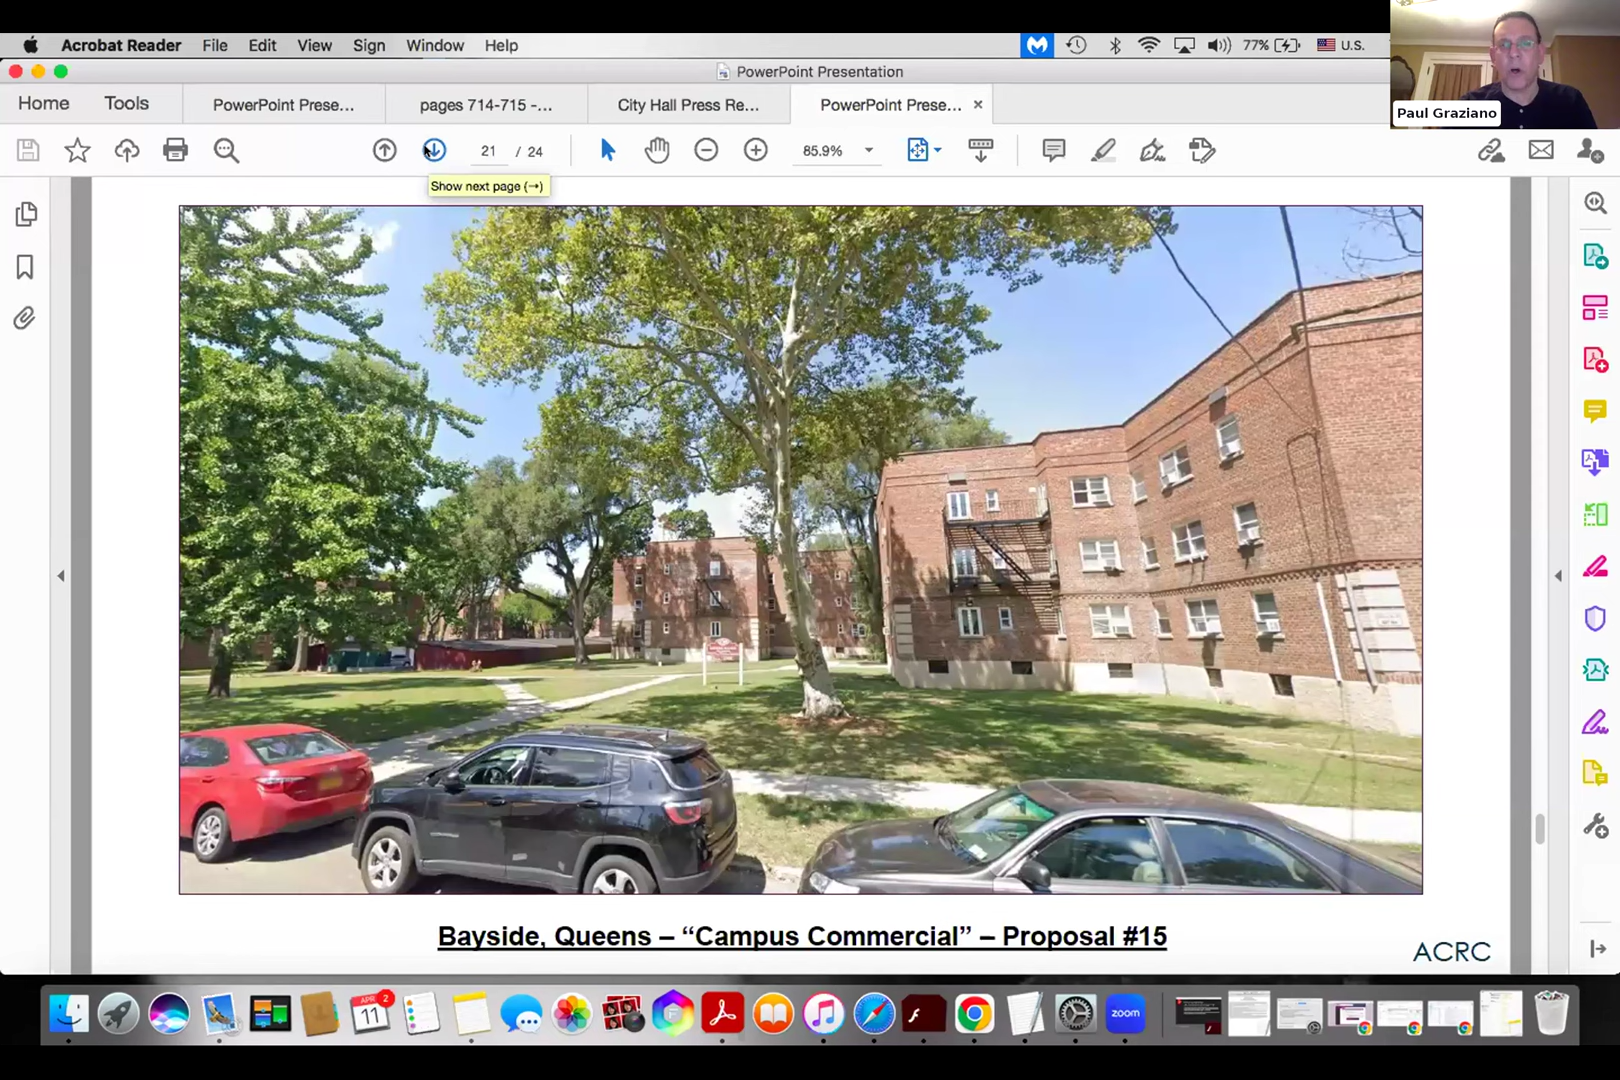 Acrobat Reader File Edit View Sign Window Help 77% U.S.
PowerPoint Presentation
Home Tools PowerPoint Prese... pages 714-715 -... City Hall Press Re... PowerPoint Prese... ×
Paul Graziano
21 / 24 85.9%
Show next page (→)
Bayside, Queens – “Campus Commercial” – Proposal #15
ACRC
APR 2
11
zoom